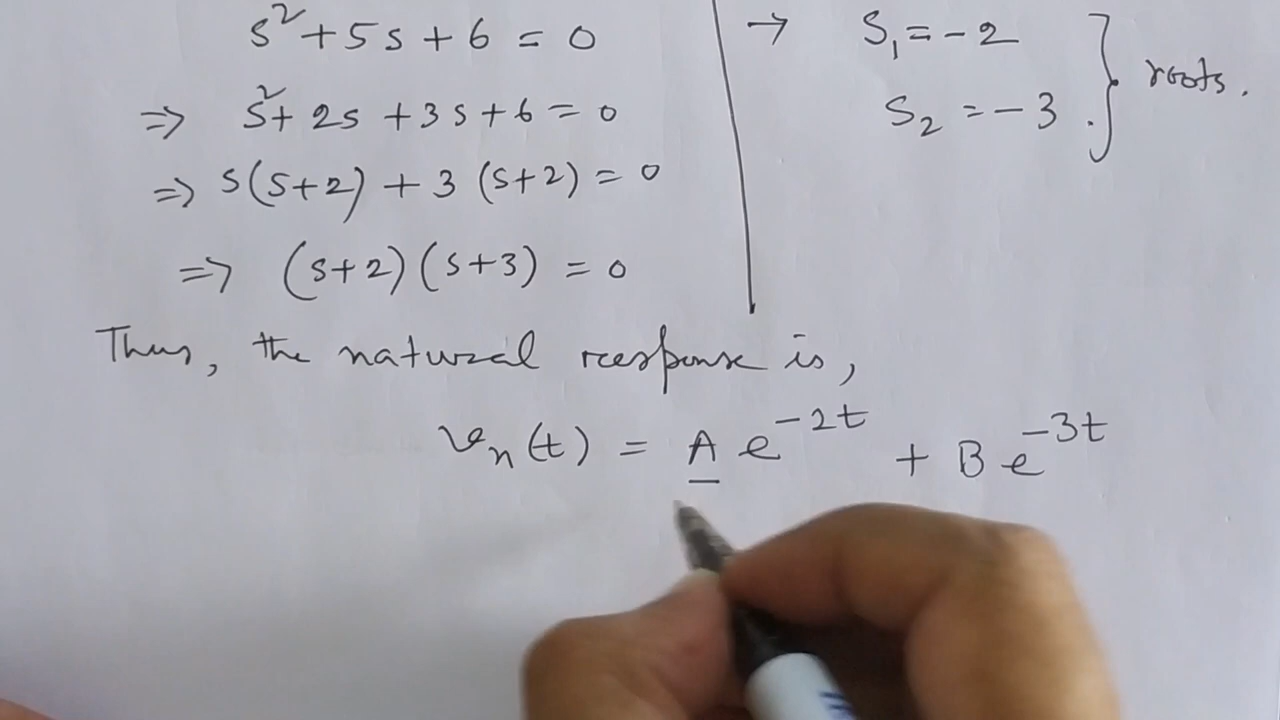 s²+5s+6=0
⇒ s²+2s+3s+6=0
⇒ s(s+2)+3(s+2)=0
⇒ (s+2)(s+3)=0
→ S₁=-2
S₂=-3
roots.
Thus, the natural response is,
vₙ(t) = A e^{-2t} + B e^{-3t}